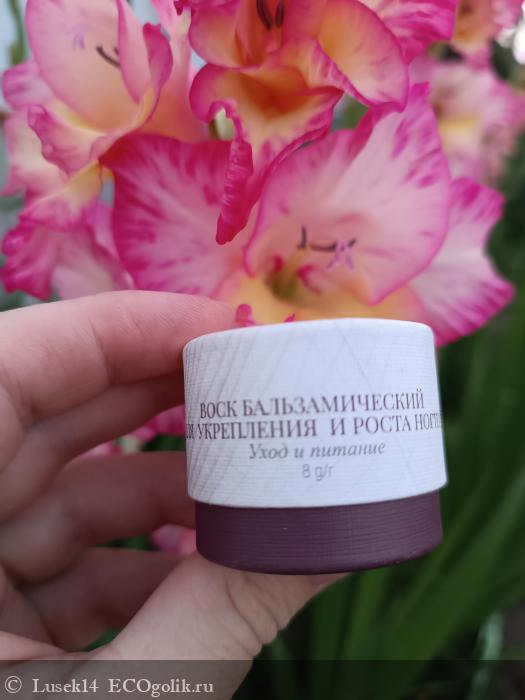 ВОСК БАЛЬЗАМИЧЕСКИЙ
УКРЕПЛЕНИЯ И РОСТА
Уход и питание
8 g/г
© Lusek14 ECOgolik.ru